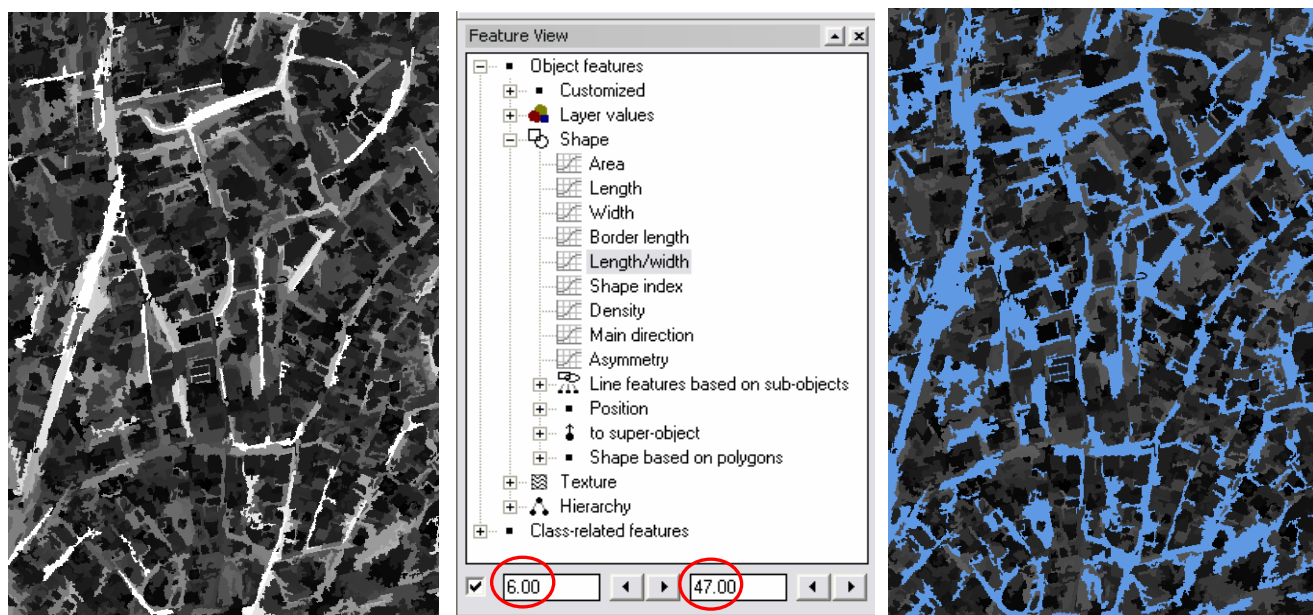 Feature View
Object features
Customized
Layer values
Shape
Area
Length
Width
Border length
Length/width
Shape index
Density
Main direction
Asymmetry
Line features based on sub-objects
Position
to super-object
Shape based on polygons
Texture
Hierarchy
Class-related features
6.00 47.00